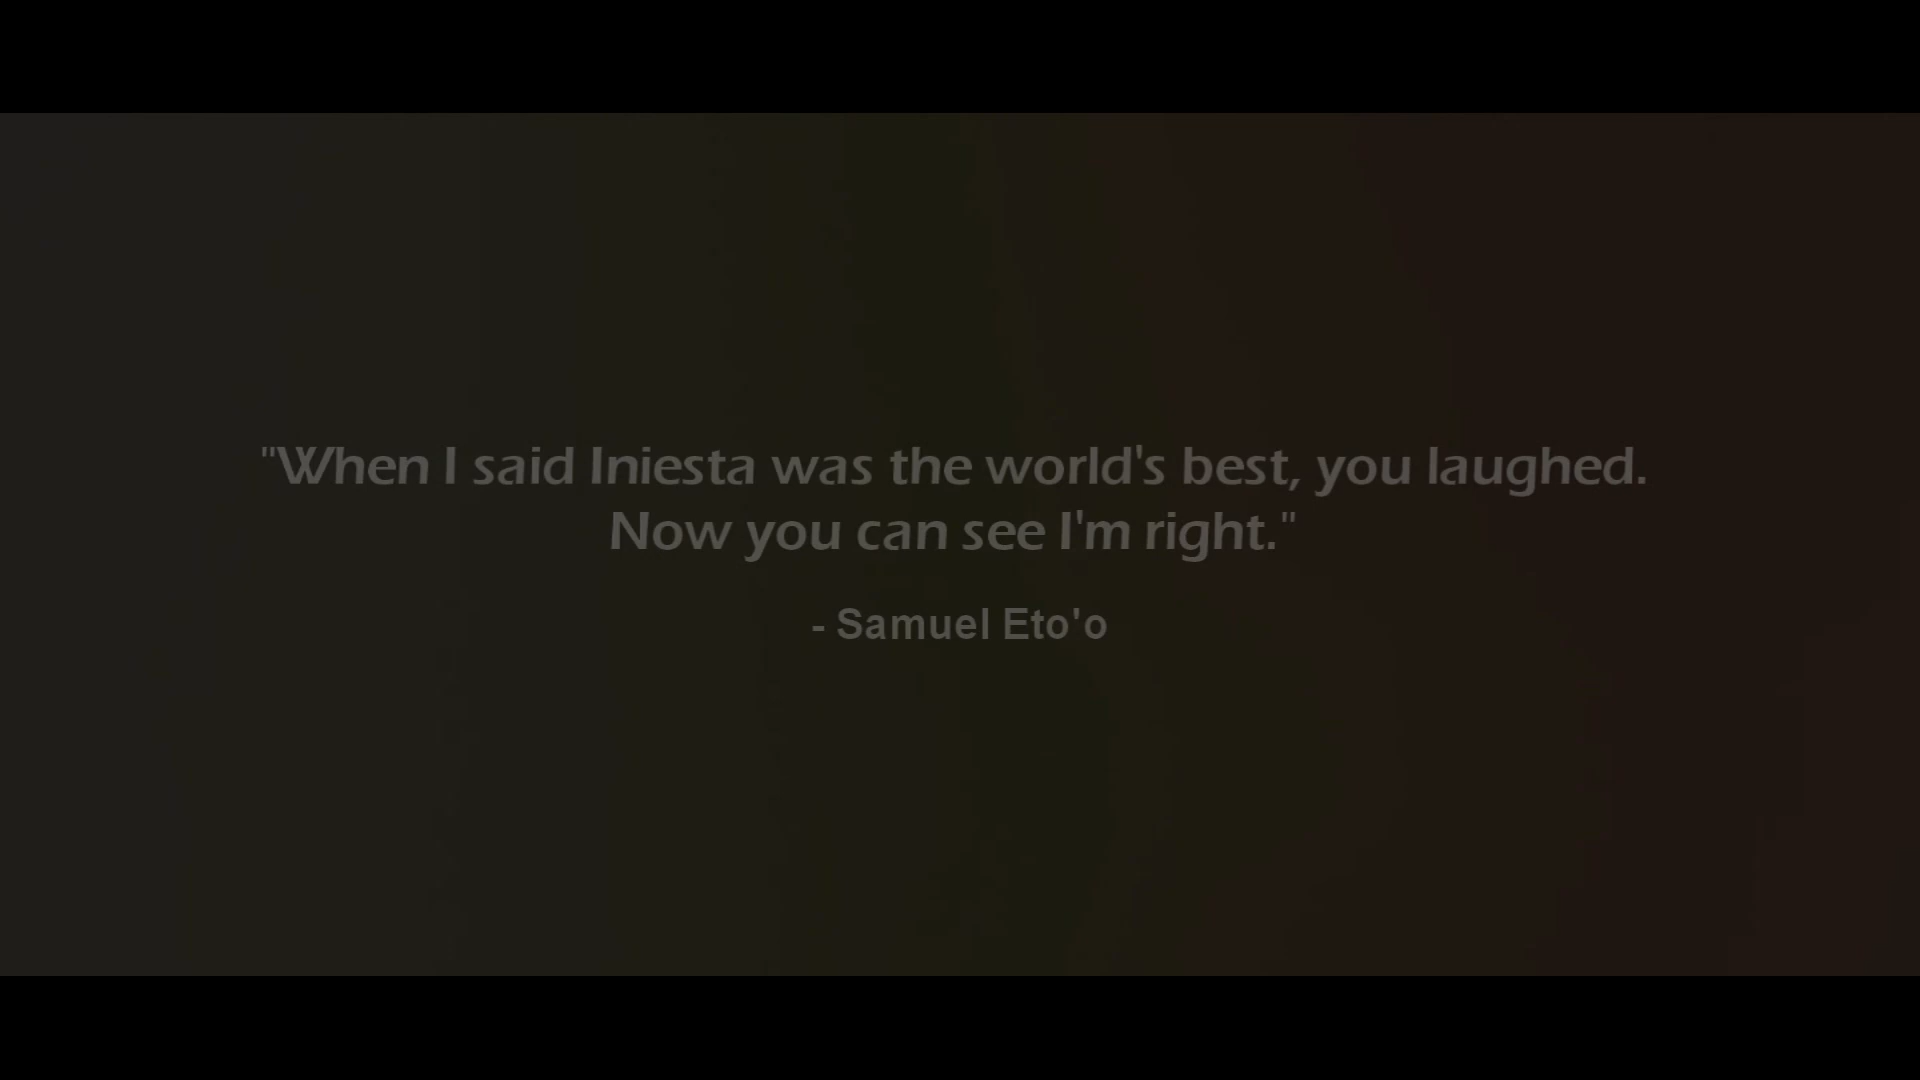 "When I said Iniesta was the world's best, you laughed.
Now you can see I'm right."
- Samuel Eto'o